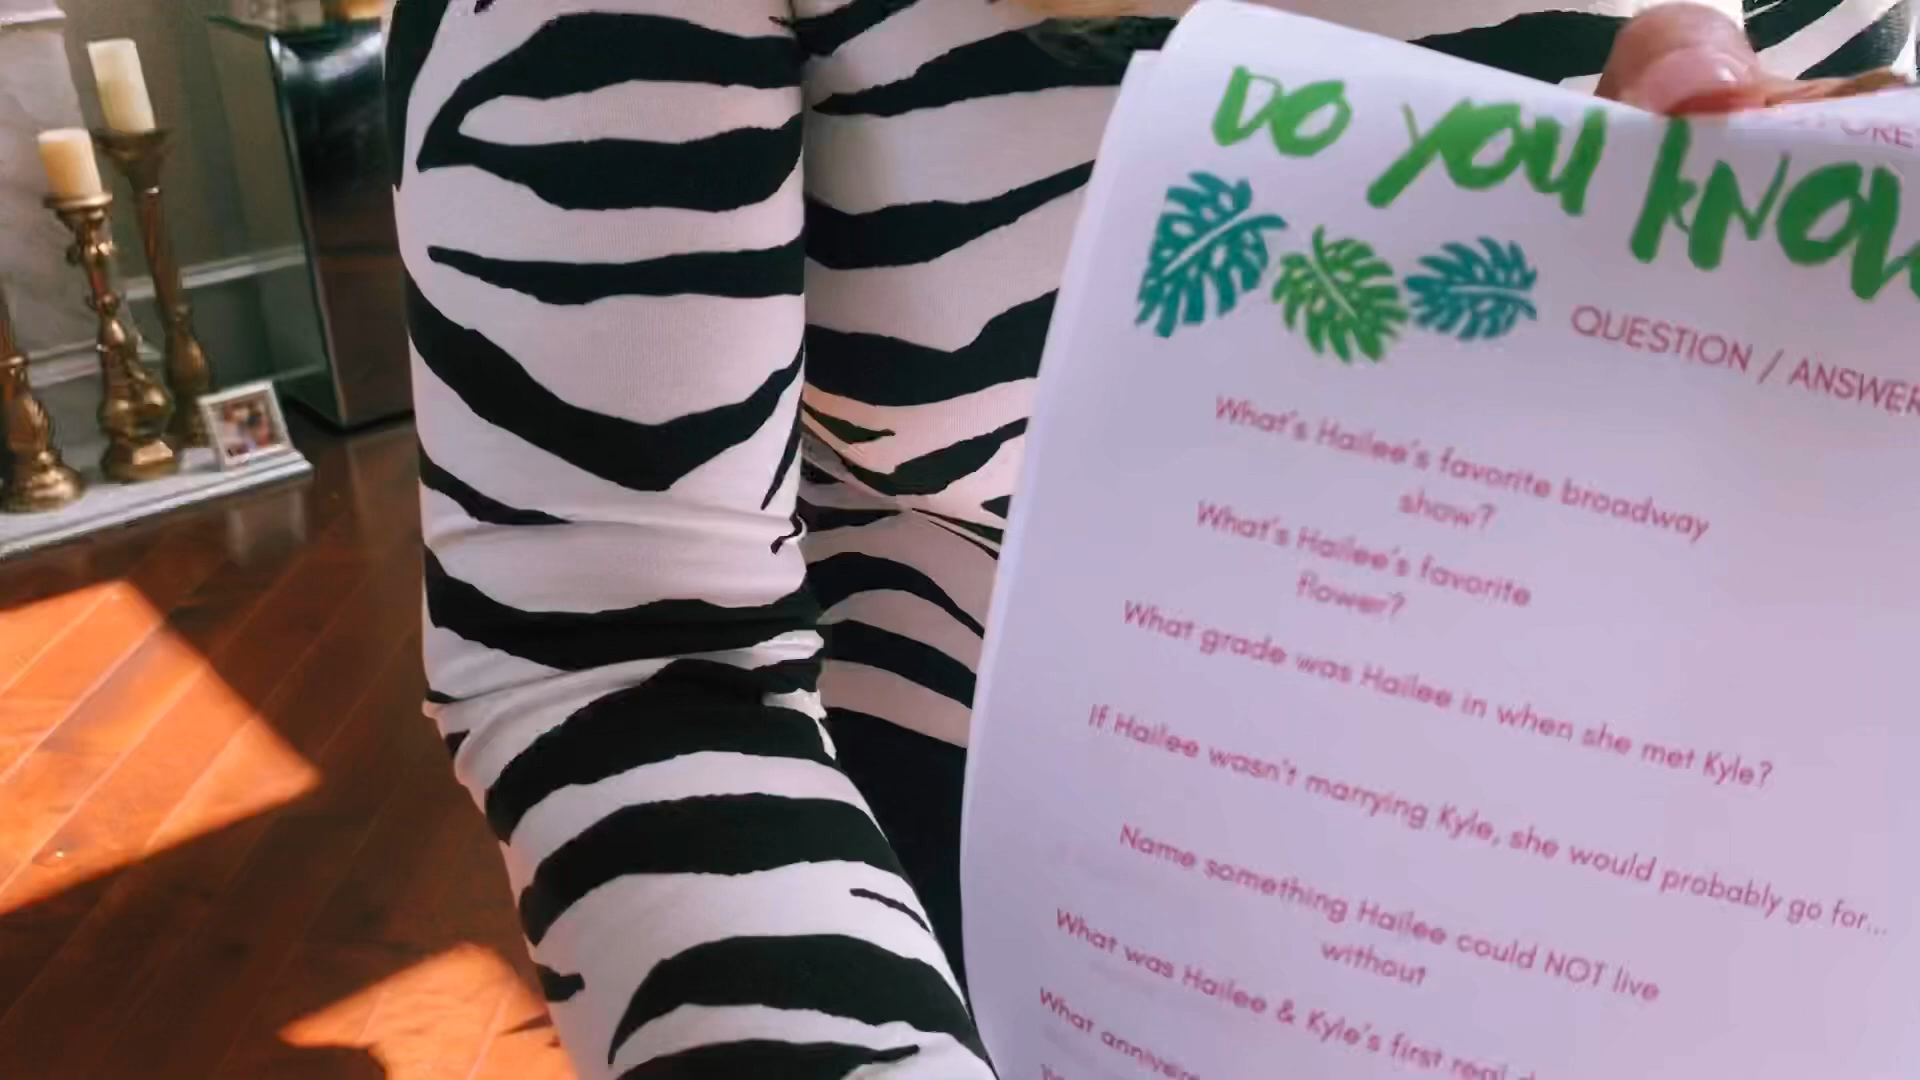 DO YOU KNOW
QUESTION / ANSWER
What's Hailee's favorite broadway
show?
What's Hailee's favorite
flower?
What grade was Hailee in when she met Kyle?
If Hailee wasn't marrying Kyle, she would probably go for...
Name something Hailee could NOT live
without
What was Hailee & Kyle's first real
What